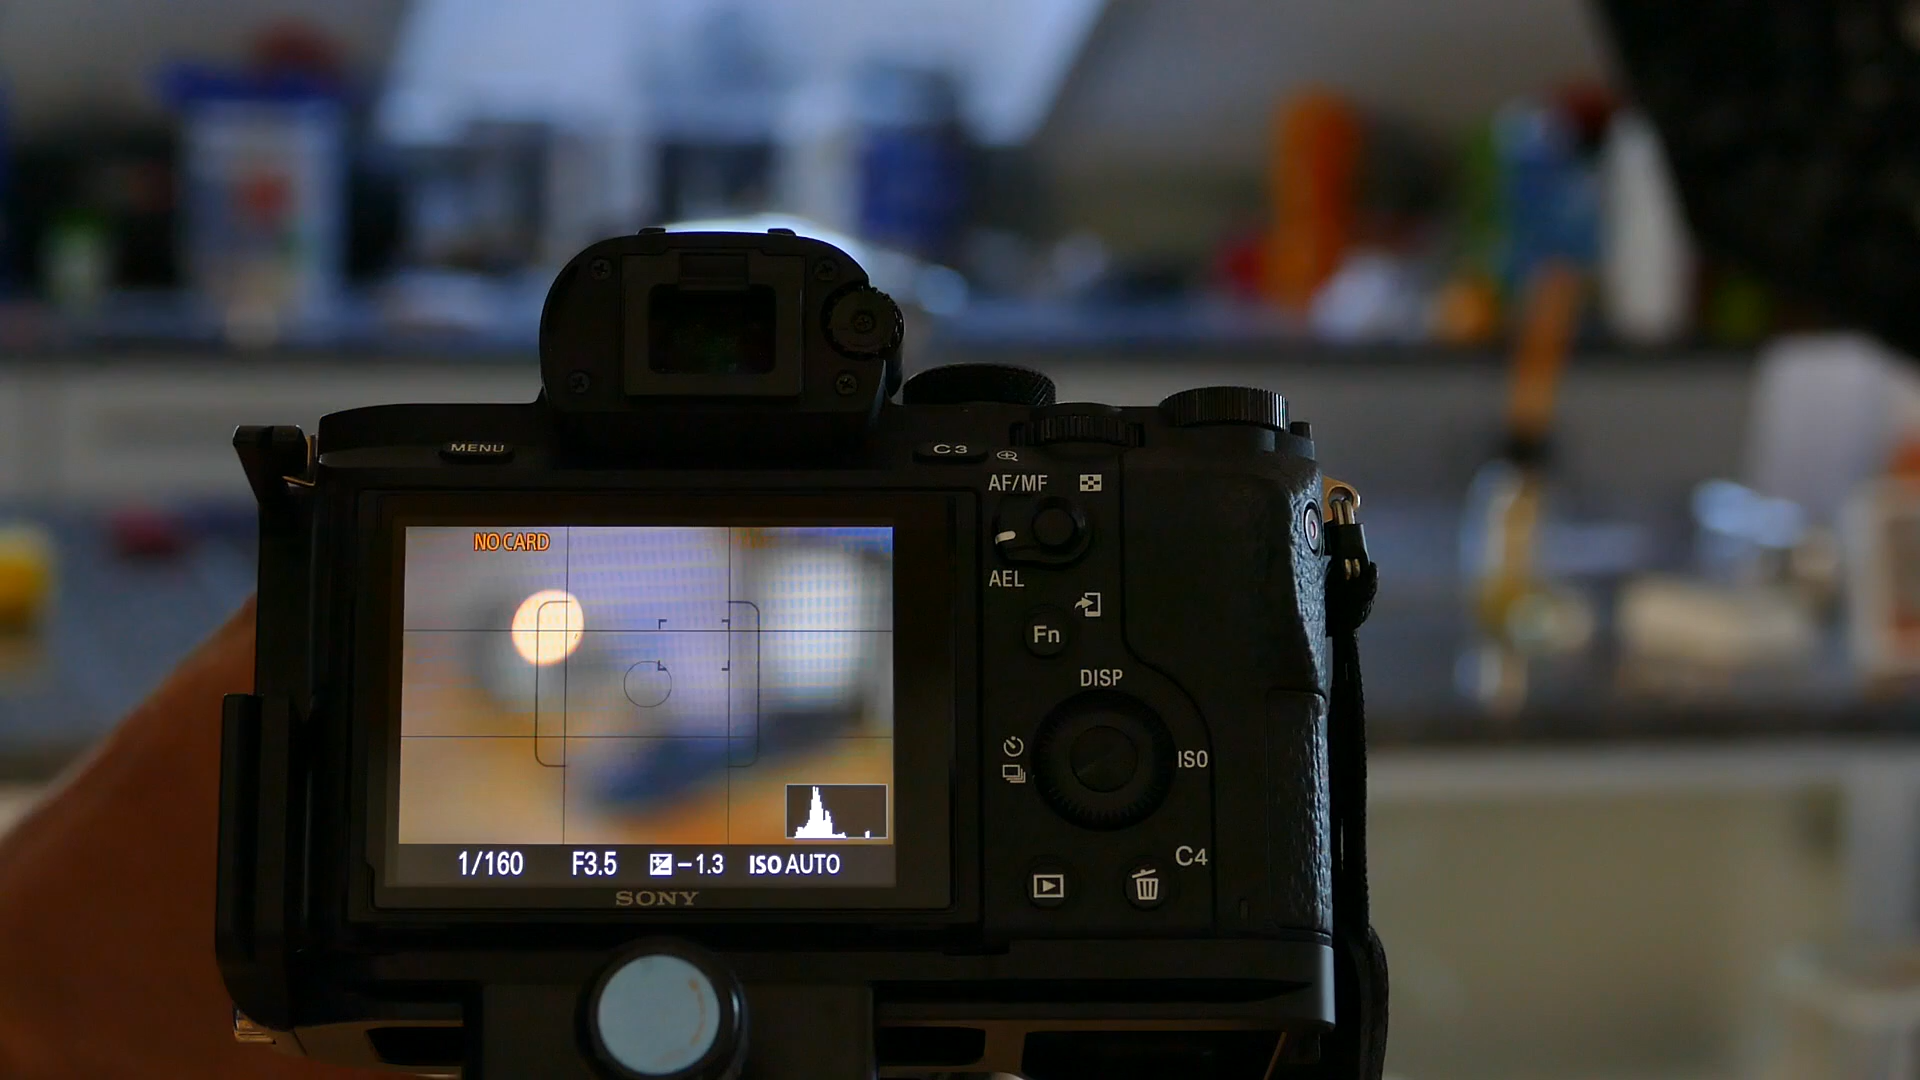 MENU
C3
AF/MF
NO CARD
AEL
Fn
DISP
ISO
C4
1/160 F3.5 -1.3 ISO AUTO
SONY